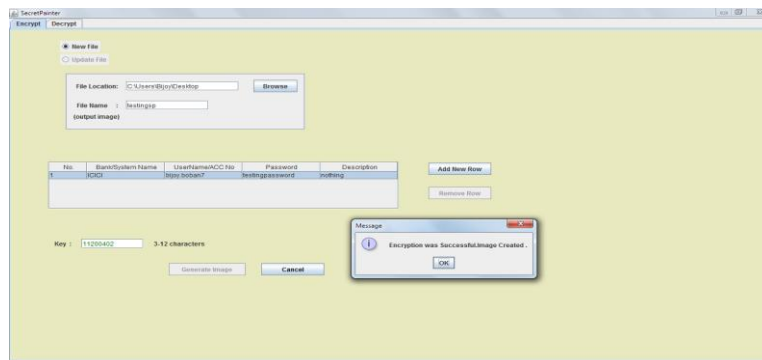 SecretPainter
Encrypt Decrypt
New File
Update File
File Location: C:\Users\Bijoy\Desktop Browse
File Name : testingsp
(output image)
No. Bank/System Name UserName/ACC No Password Description
1 ICICI bijoy.boban7 testingpassword nothing
Add New Row
Remove Row
Key : 11200402 3-12 characters
Generate Image Cancel
Message
Encryption was Successful.Image Created .
OK